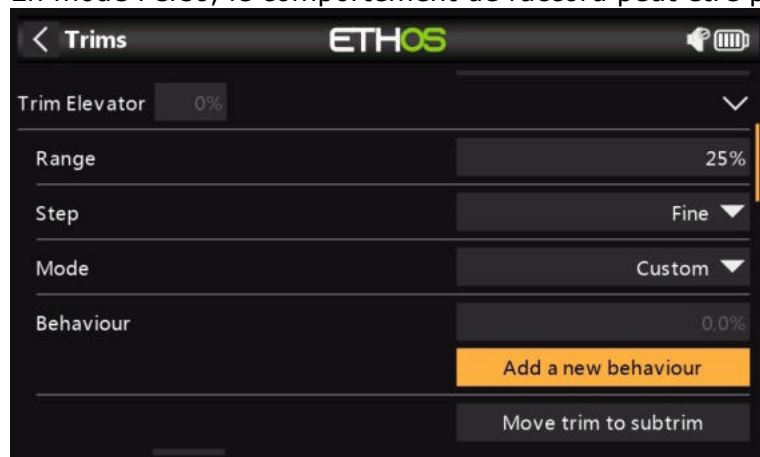 Trims
ETHOS
Trim Elevator 0%
Range 25%
Step Fine
Mode Custom
Behaviour 0.0%
Add a new behaviour
Move trim to subtrim